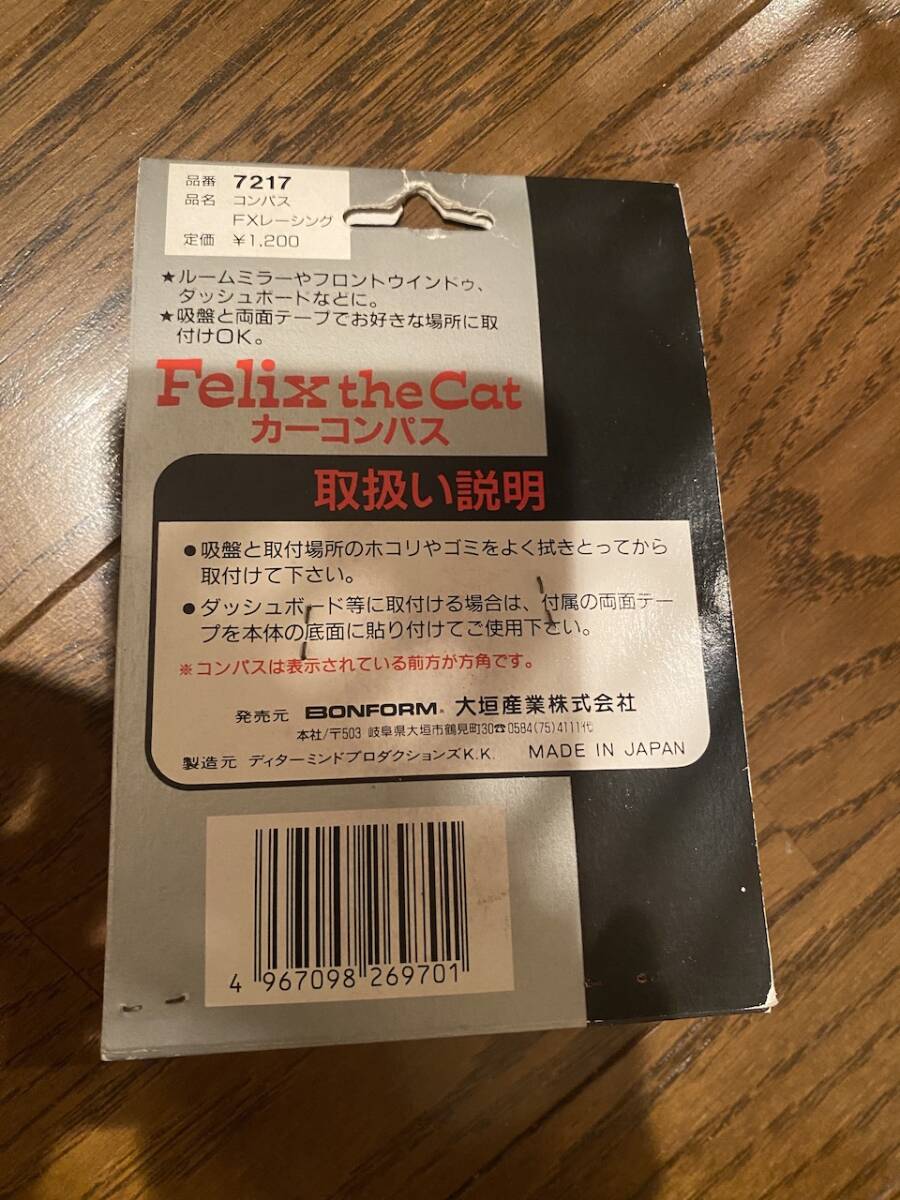 品番 7217
品名 コンパス
FXレーシング
定価 ¥1,200
★ルームミラーやフロントウインドゥ、
ダッシュボードなどに。
★吸盤と両面テープでお好きな場所に取
付けOK。
Felix the Cat
カーコンパス
取扱い説明
●吸盤と取付場所のホコリやゴミをよく拭きとってから
取付けて下さい。
●ダッシュボード等に取付ける場合は、付属の両面テー
プを本体の底面に貼り付けてご使用下さい。
※コンパスは表示されている前方が方角です。
発売元 BONFORM® 大垣産業株式会社
本社/〒503 岐阜県大垣市鶴見町30☎0584(75)4111代
製造元 ディターミンドプロダクションズK.K. MADE IN JAPAN
4 967098 269701